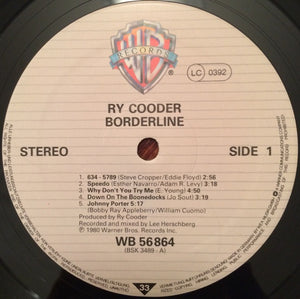 WB
RECORDS
LC 0392
RY COODER
BORDERLINE
STEREO
SIDE 1
1 634 - 5789 (Steve Cropper/Eddie Floyd) 2:56
2 Speedo (Esther Navarro/Adam R. Levy) 3:18
3 Why Don't You Try Me (E. Young) 4:50
4 Down On The Boonedocks (Jo Sout) 3:19
5 Johnny Porter 5:17
(Bobby Ray Appleberry/William Cuomo)
Produced by Ry Cooder
Recorded and mixed by Lee Herschberg
℗ 1980 Warner Bros. Records Inc.
WB 56 864
(BSK 3489 - A)
33